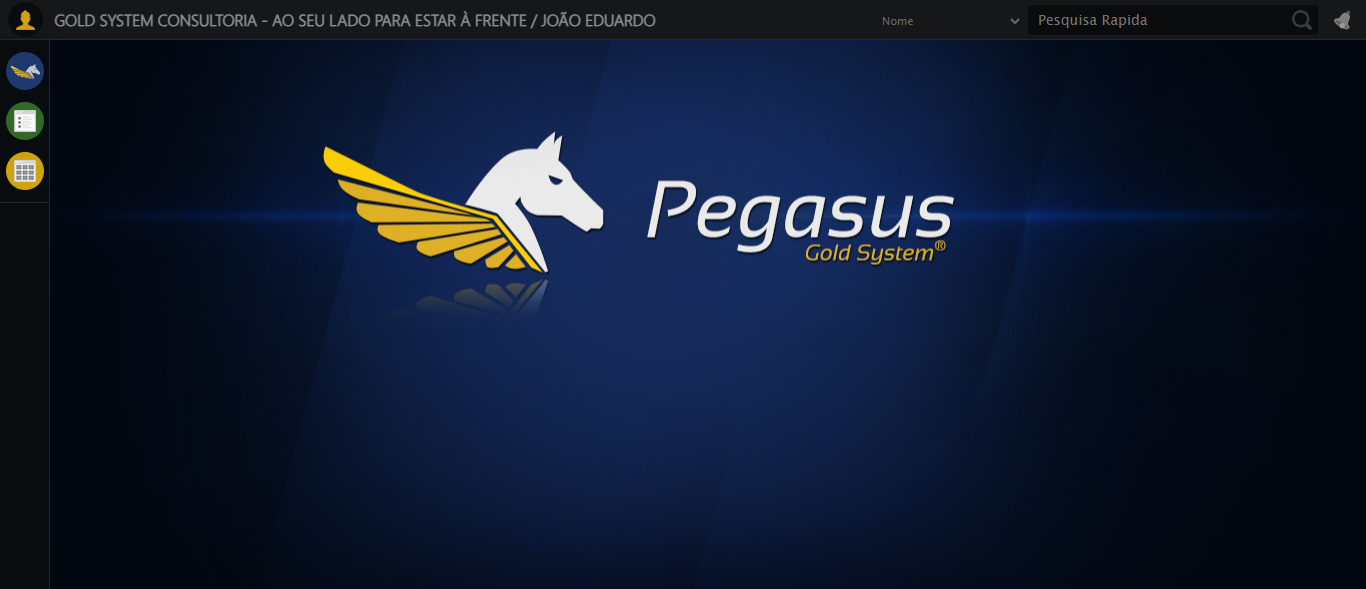 GOLD SYSTEM CONSULTORIA - AO SEU LADO PARA ESTAR À FRENTE / JOÃO EDUARDO
Nome
Pesquisa Rapida
Pegasus
Gold System®